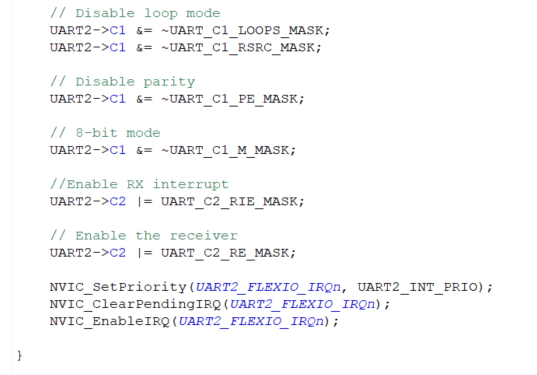 // Disable loop mode
UART2->C1 &= ~UART_C1_LOOPS_MASK;
UART2->C1 &= ~UART_C1_RSRC_MASK;
// Disable parity
UART2->C1 &= ~UART_C1_PE_MASK;
// 8-bit mode
UART2->C1 &= ~UART_C1_M_MASK;
//Enable RX interrupt
UART2->C2 |= UART_C2_RIE_MASK;
// Enable the receiver
UART2->C2 |= UART_C2_RE_MASK;
NVIC_SetPriority(UART2_FLEXIO_IRQn, UART2_INT_PRIO);
NVIC_ClearPendingIRQ(UART2_FLEXIO_IRQn);
NVIC_EnableIRQ(UART2_FLEXIO_IRQn);
}